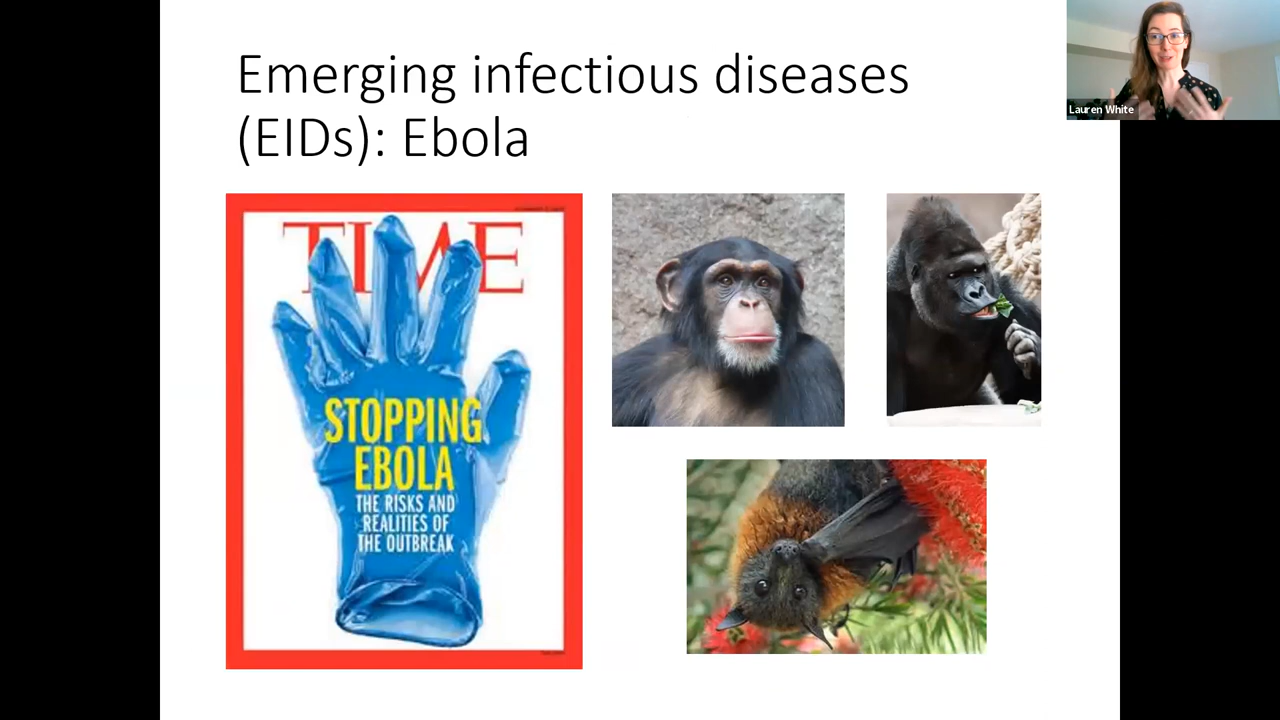 Emerging infectious diseases
(EIDs): Ebola
Lauren White
TIME
STOPPING
EBOLA
THE RISKS AND
REALITIES OF
THE OUTBREAK